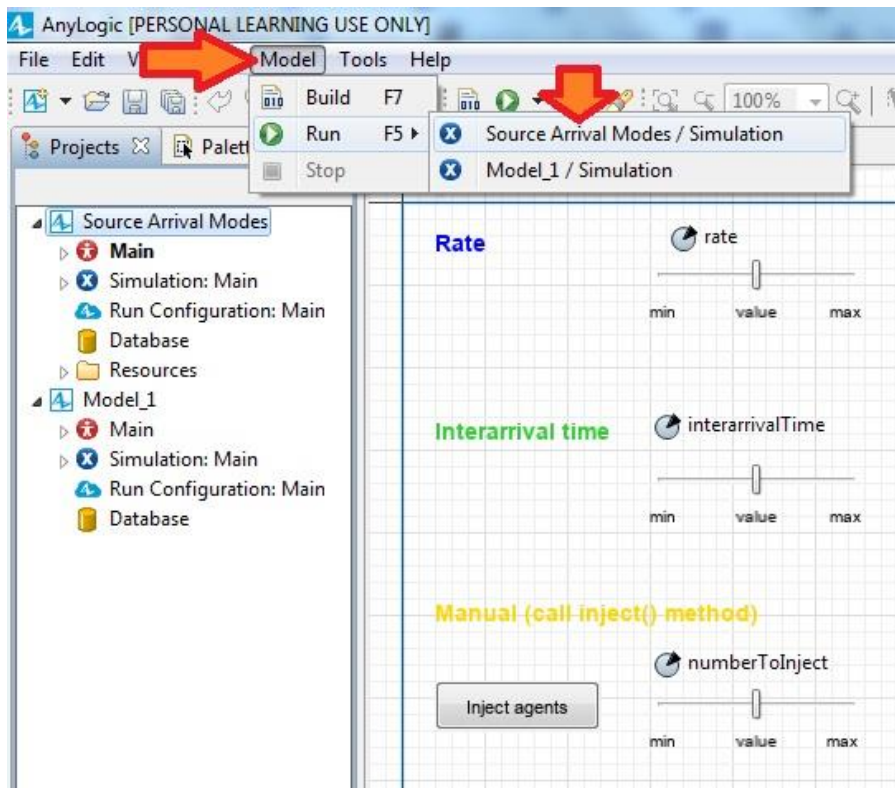 AnyLogic [PERSONAL LEARNING USE ONLY]
File Edit V Model Tools Help
Build F7
100%
Run F5 Source Arrival Modes / Simulation
Stop Model_1 / Simulation
Projects Palett
Source Arrival Modes
Main
Simulation: Main
Run Configuration: Main
Database
Resources
Model_1
Main
Simulation: Main
Run Configuration: Main
Database
Rate rate
min value max
Interarrival time interarrivalTime
min value max
Manual (call inject() method)
numberToInject
Inject agents
min value max